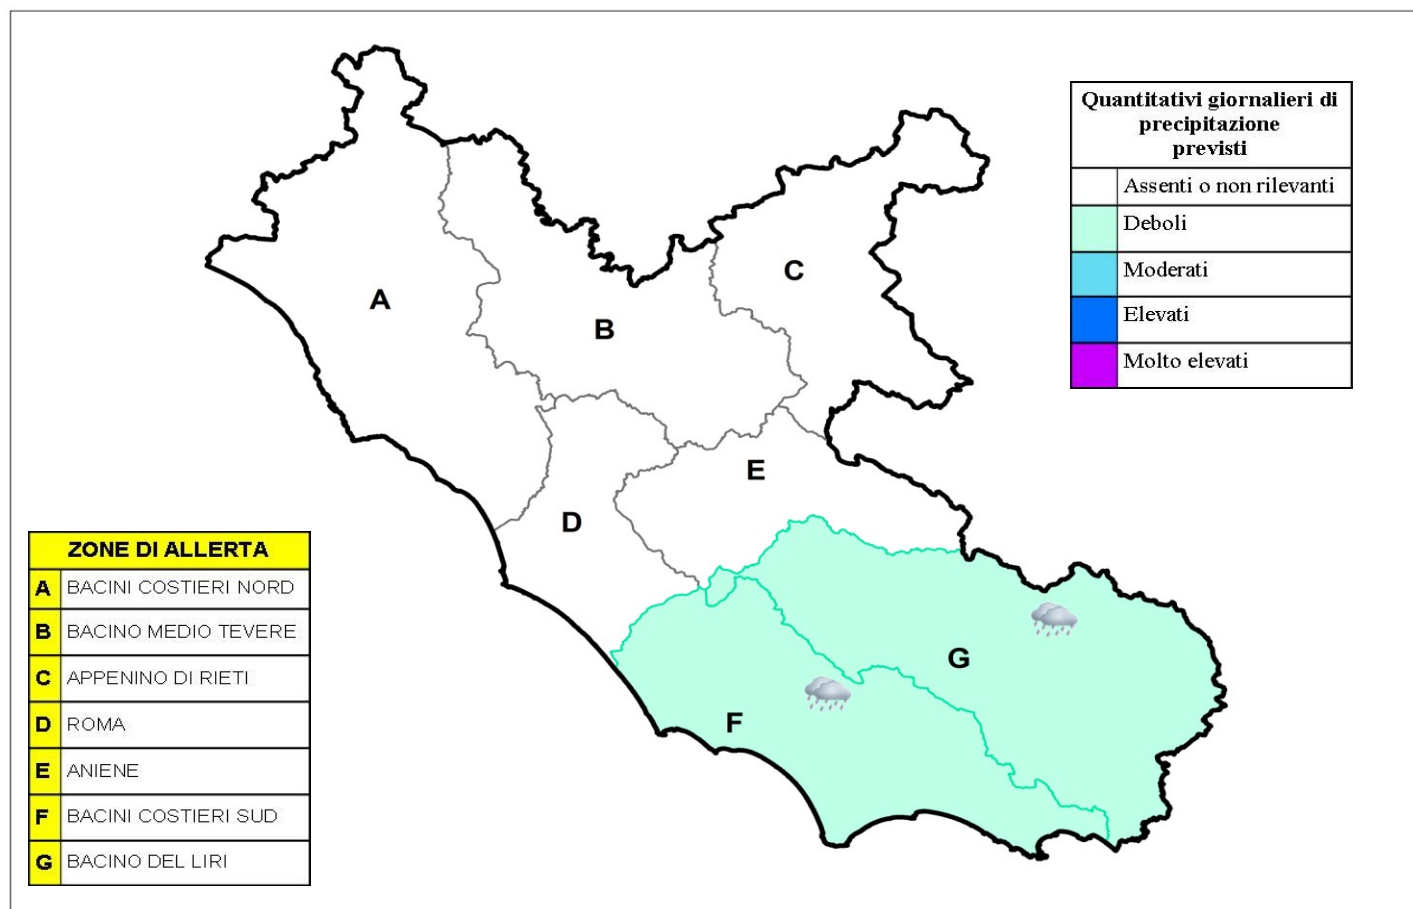 Quantitativi giornalieri di
precipitazione
previsti
Assenti o non rilevanti
Deboli
Moderati
Elevati
Molto elevati
A
B
C
D
E
F
G
ZONE DI ALLERTA
A BACINI COSTIERI NORD
B BACINO MEDIO TEVERE
C APPENINO DI RIETI
D ROMA
E ANIENE
F BACINI COSTIERI SUD
G BACINO DEL LIRI